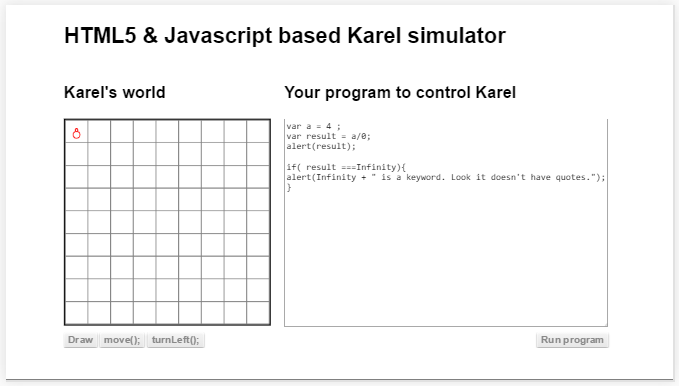 HTML5 & Javascript based Karel simulator
Karel's world
Your program to control Karel
var a = 4 ;
var result = a/0;
alert(result);
if( result ===Infinity){
alert(Infinity + " is a keyword. Look it doesn't have quotes.");
}
Draw
move();
turnLeft();
Run program